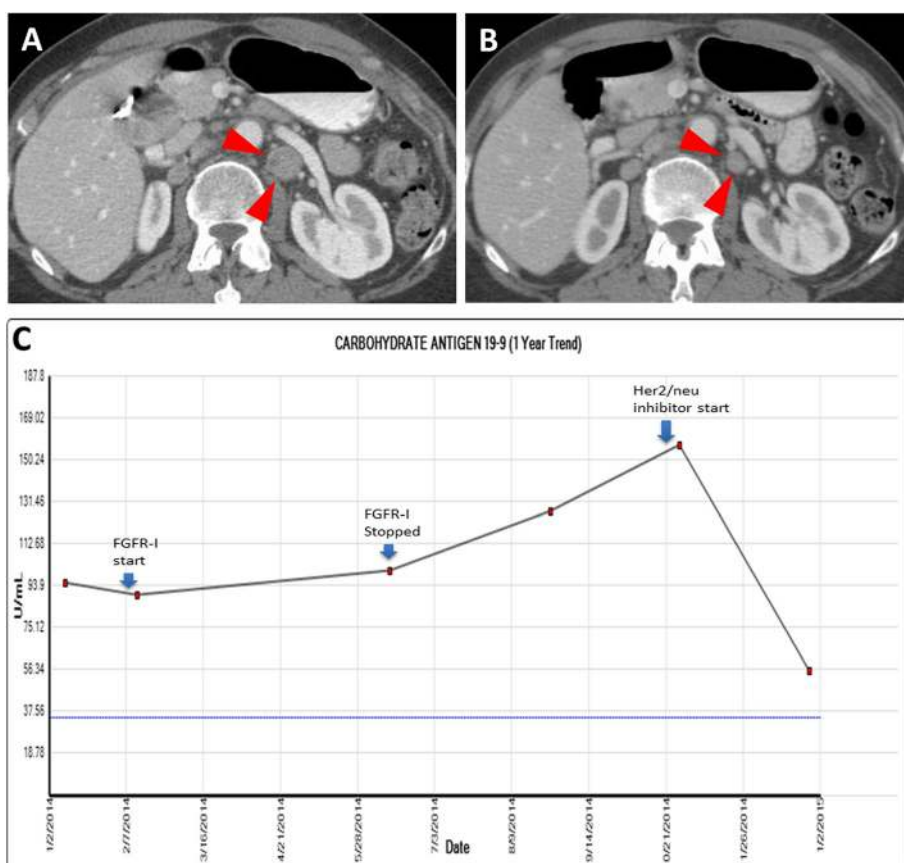 A
B
C
CARBOHYDRATE ANTIGEN 19-9 (1 Year Trend)
187.8
169.02
150.24
131.46
112.68
93.9
75.12
56.34
37.56
18.78
U/mL
FGFR-I
start
FGFR-I
Stopped
Her2/neu
inhibitor start
1/2/2014
2/7/2014
3/16/2014
4/21/2014
5/28/2014
7/3/2014
8/9/2014
9/14/2014
0/21/2014
1/26/2014
1/2/2015
Date